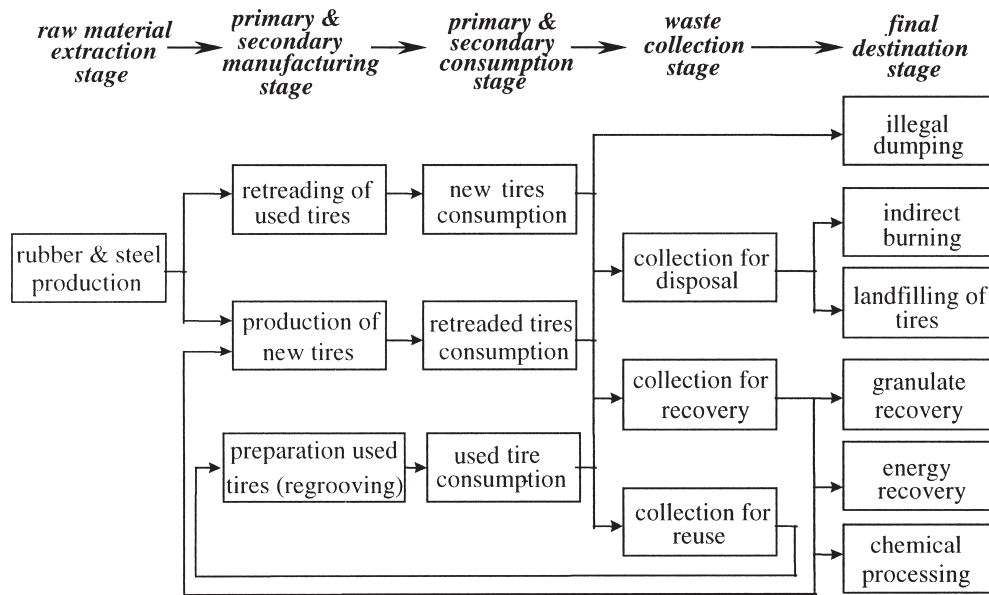 raw material
extraction
stage
primary &
secondary
manufacturing
stage
primary &
secondary
consumption
stage
waste
collection
stage
final
destination
stage
rubber & steel
production
retreading of
used tires
production of
new tires
preparation used
tires (regrooving)
new tires
consumption
retreaded tires
consumption
used tire
consumption
collection for
disposal
collection for
recovery
collection for
reuse
illegal
dumping
indirect
burning
landfilling of
tires
granulate
recovery
energy
recovery
chemical
processing